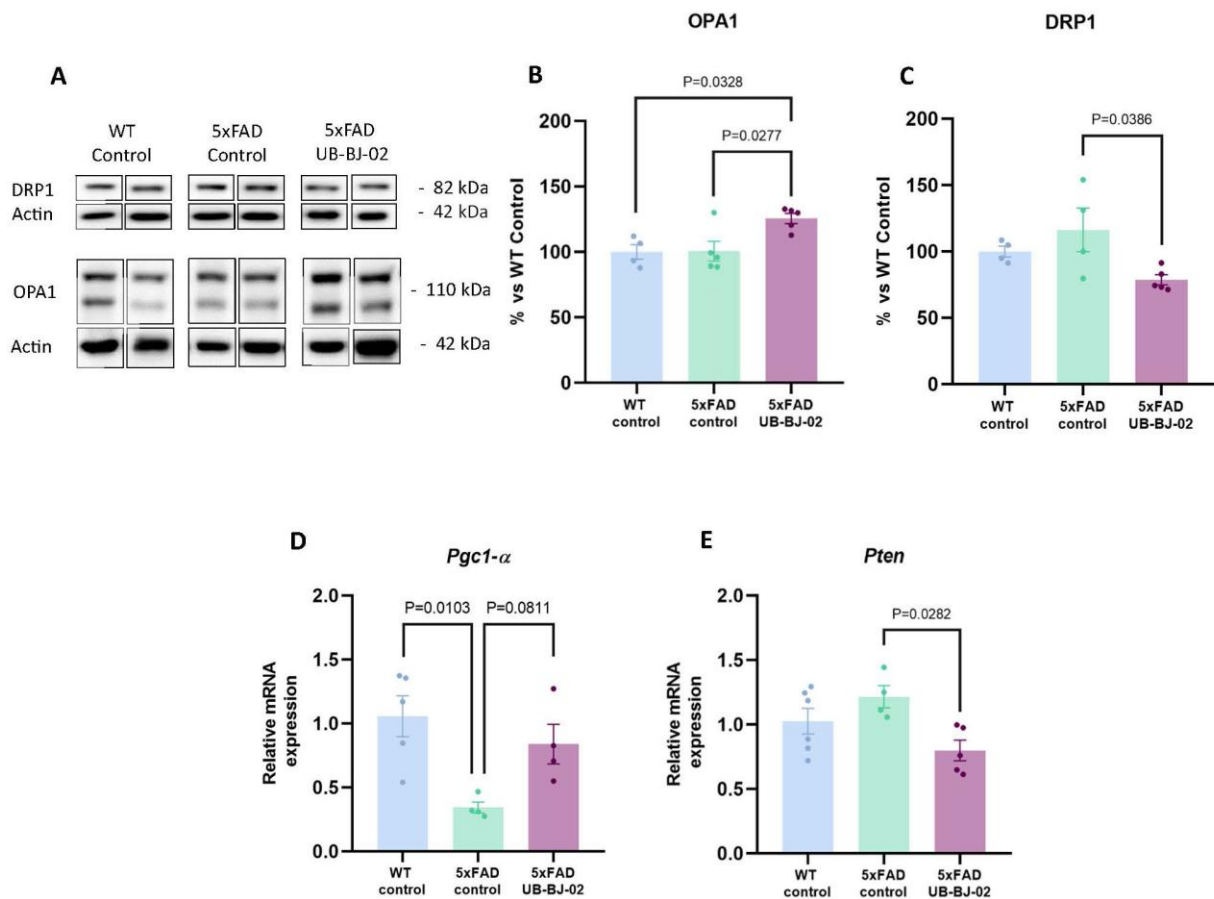 OPA1
DRP1
A
WT
Control
5xFAD
Control
5xFAD
UB-BJ-02
DRP1
- 82 kDa
Actin
- 42 kDa
OPA1
- 110 kDa
Actin
- 42 kDa
B
P=0.0328
P=0.0277
% vs WT Control
200
150
100
50
0
WT
control
5xFAD
control
5xFAD
UB-BJ-02
C
P=0.0386
% vs WT Control
200
150
100
50
0
WT
control
5xFAD
control
5xFAD
UB-BJ-02
D
Pgc1-α
P=0.0103
P=0.0811
Relative mRNA
expression
2.0
1.5
1.0
0.5
0.0
WT
control
5xFAD
control
5xFAD
UB-BJ-02
E
Pten
P=0.0282
Relative mRNA
expression
2.0
1.5
1.0
0.5
0.0
WT
control
5xFAD
control
5xFAD
UB-BJ-02